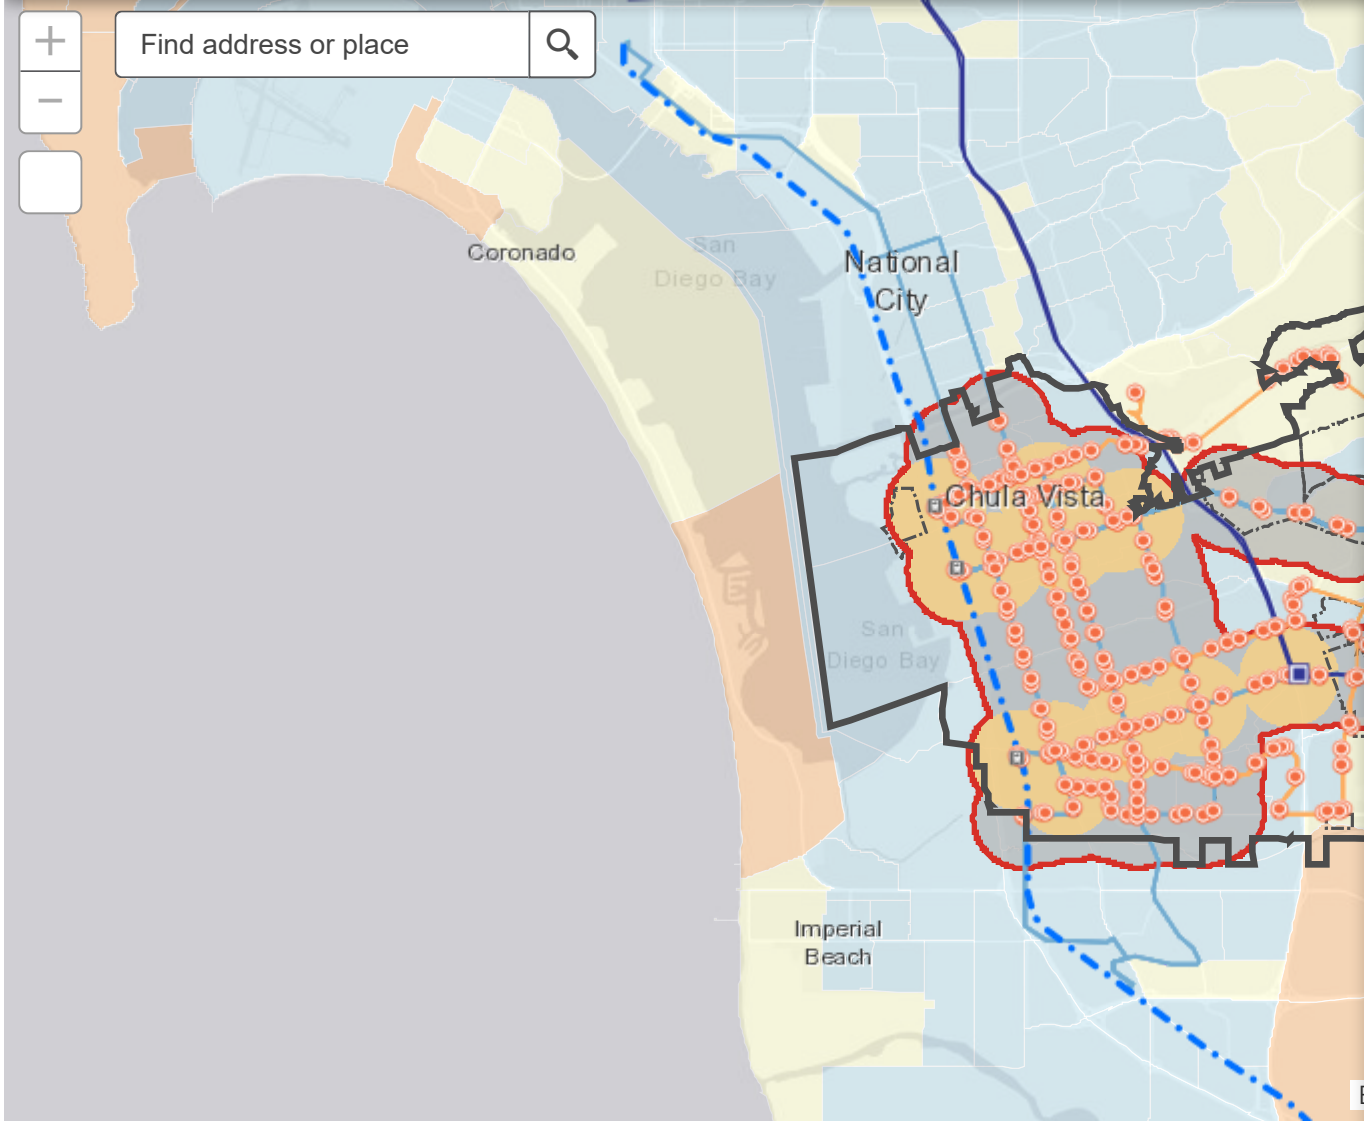 Find address or place
Coronado
San
Diego Bay
National
City
Chula Vista
San
Diego Bay
Imperial
Beach